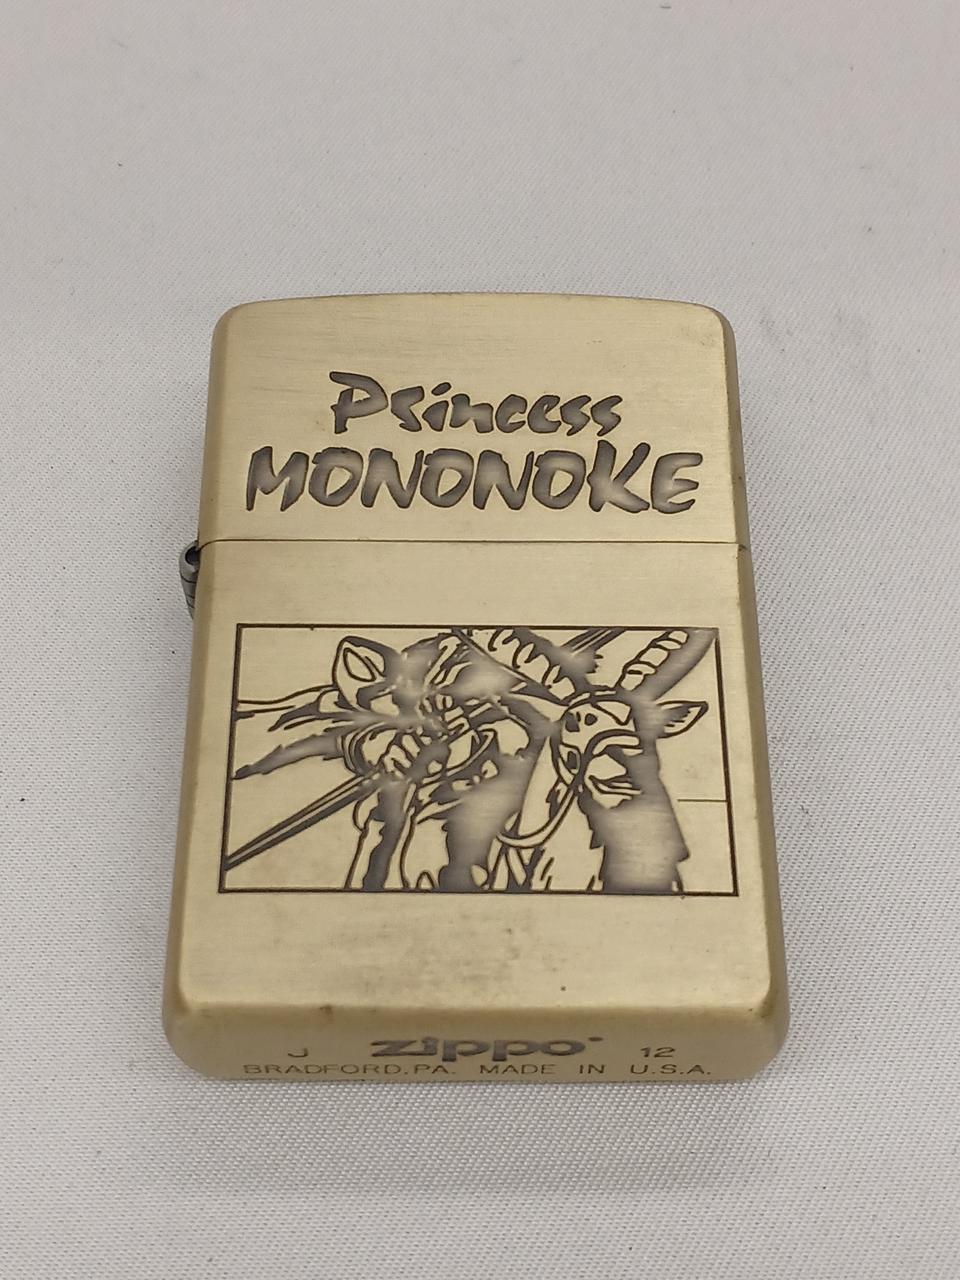 Princess
MONONOKE
J zippo 12
BRADFORD, PA. MADE IN U.S.A.